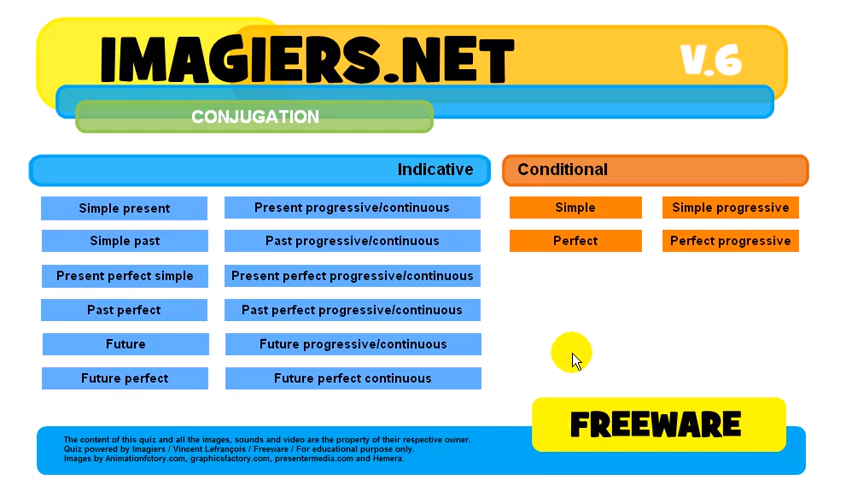 IMAGIERS.NET
V.6
CONJUGATION
Indicative
Conditional
Simple present
Present progressive/continuous
Simple
Simple progressive
Simple past
Past progressive/continuous
Perfect
Perfect progressive
Present perfect simple
Present perfect progressive/continuous
Past perfect
Past perfect progressive/continuous
Future
Future progressive/continuous
Future perfect
Future perfect continuous
FREEWARE
The content of this quiz and all the images, sounds and video are the property of their respective owner.
Quiz powered by Imagiers / Vincent Lefrançois / Freeware / For educational purpose only.
Images by Animationfctory.com, graphicsfactory.com, presentermedia.com and Hemera.